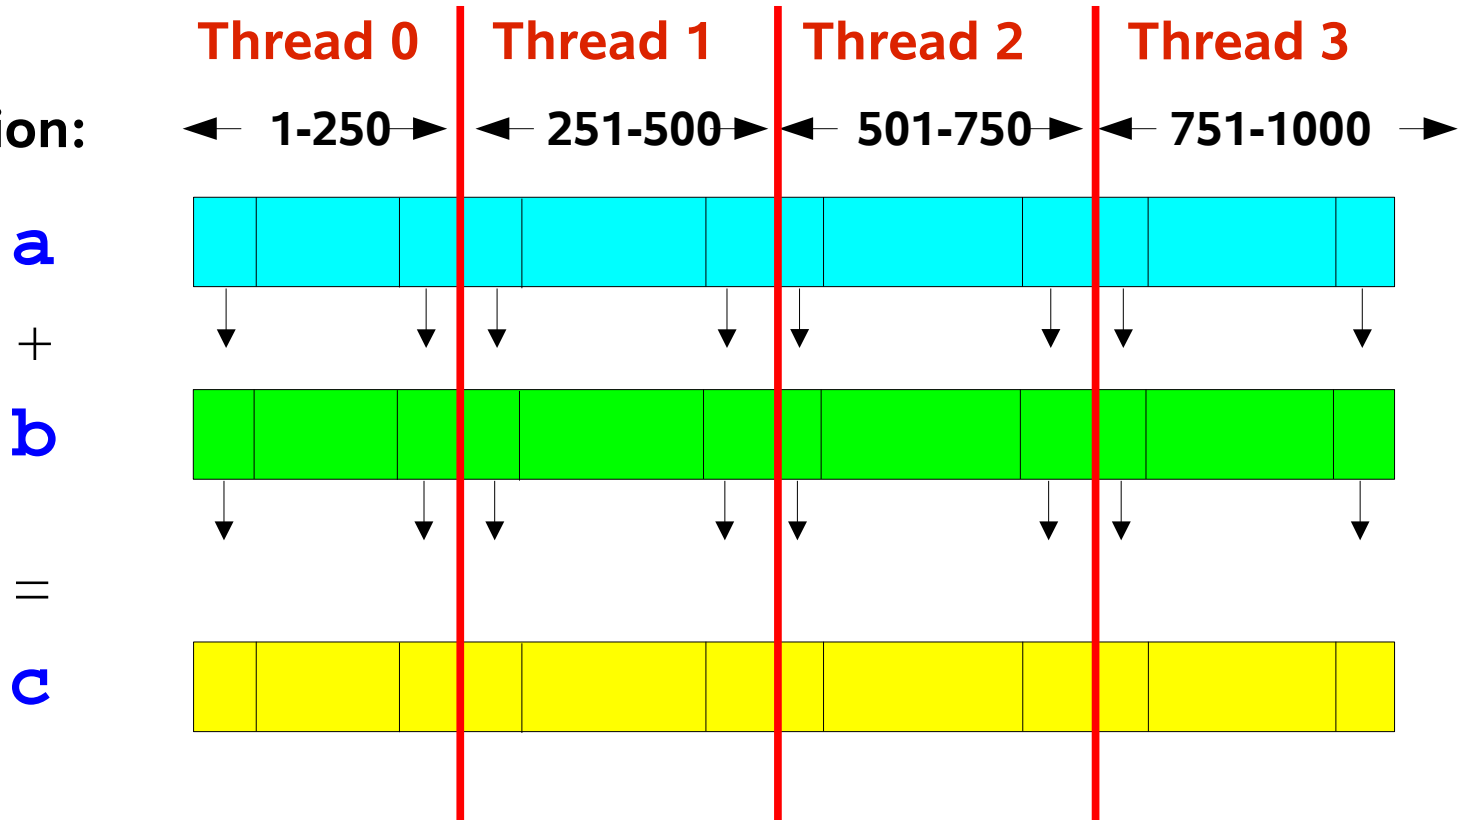 Thread 0 Thread 1 Thread 2 Thread 3
ion: 1-250 251-500 501-750 751-1000
a
+
b
=
c